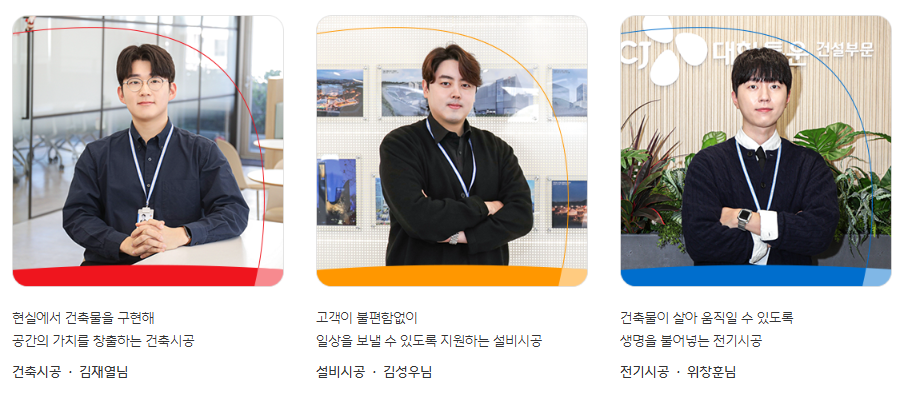 CJ 대한통운 건설부문
현실에서 건축물을 구현해
공간의 가치를 창출하는 건축시공
건축시공 · 김재열님
고객이 불편함없이
일상을 보낼 수 있도록 지원하는 설비시공
설비시공 · 김성우님
건축물이 살아 움직일 수 있도록
생명을 불어넣는 전기시공
전기시공 · 위창훈님